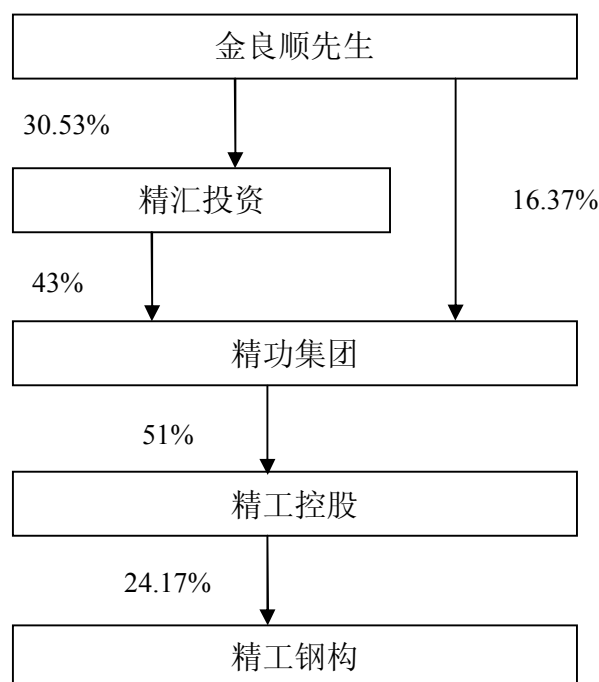 金良顺先生
30.53%
精汇投资
16.37%
43%
精功集团
51%
精工控股
24.17%
精工钢构